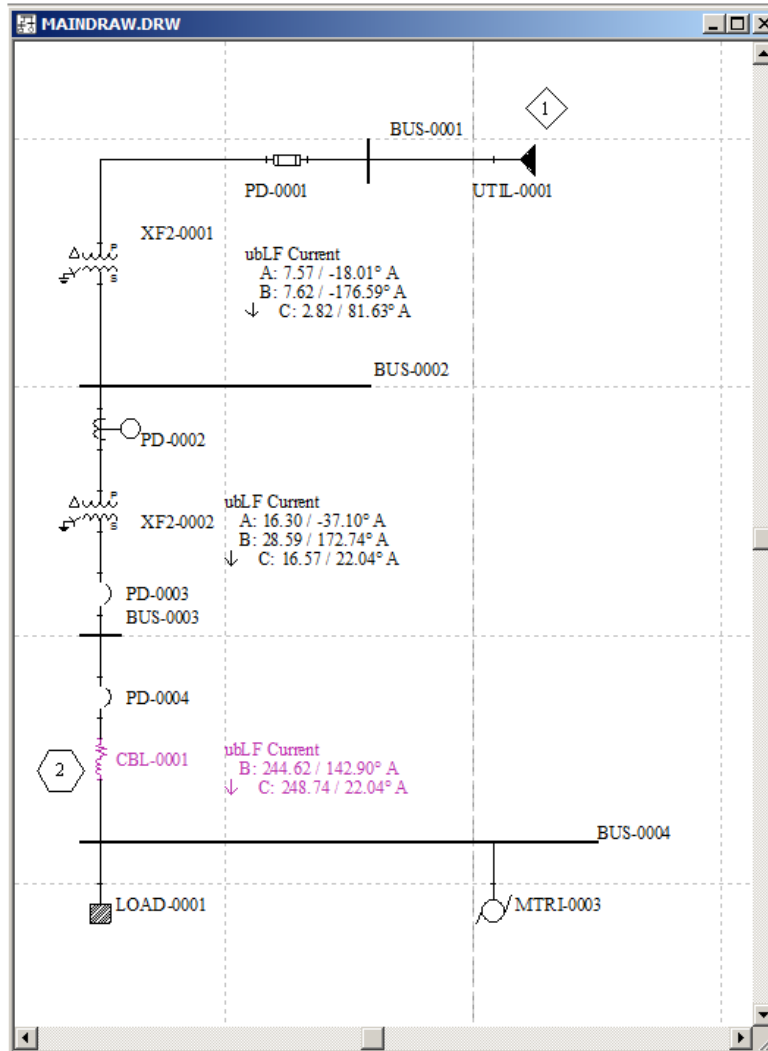 MAINDRAW.DRW
1
BUS-0001
PD-0001
UTIL-0001
XF2-0001
P
S
ubLF Current
A: 7.57 / -18.01° A
B: 7.62 / -176.59° A
C: 2.82 / 81.63° A
BUS-0002
PD-0002
P
S
XF2-0002
ubLF Current
A: 16.30 / -37.10° A
B: 28.59 / 172.74° A
C: 16.57 / 22.04° A
PD-0003
BUS-0003
PD-0004
2
CBL-0001
ubLF Current
B: 244.62 / 142.90° A
C: 248.74 / 22.04° A
BUS-0004
LOAD-0001
MTRI-0003